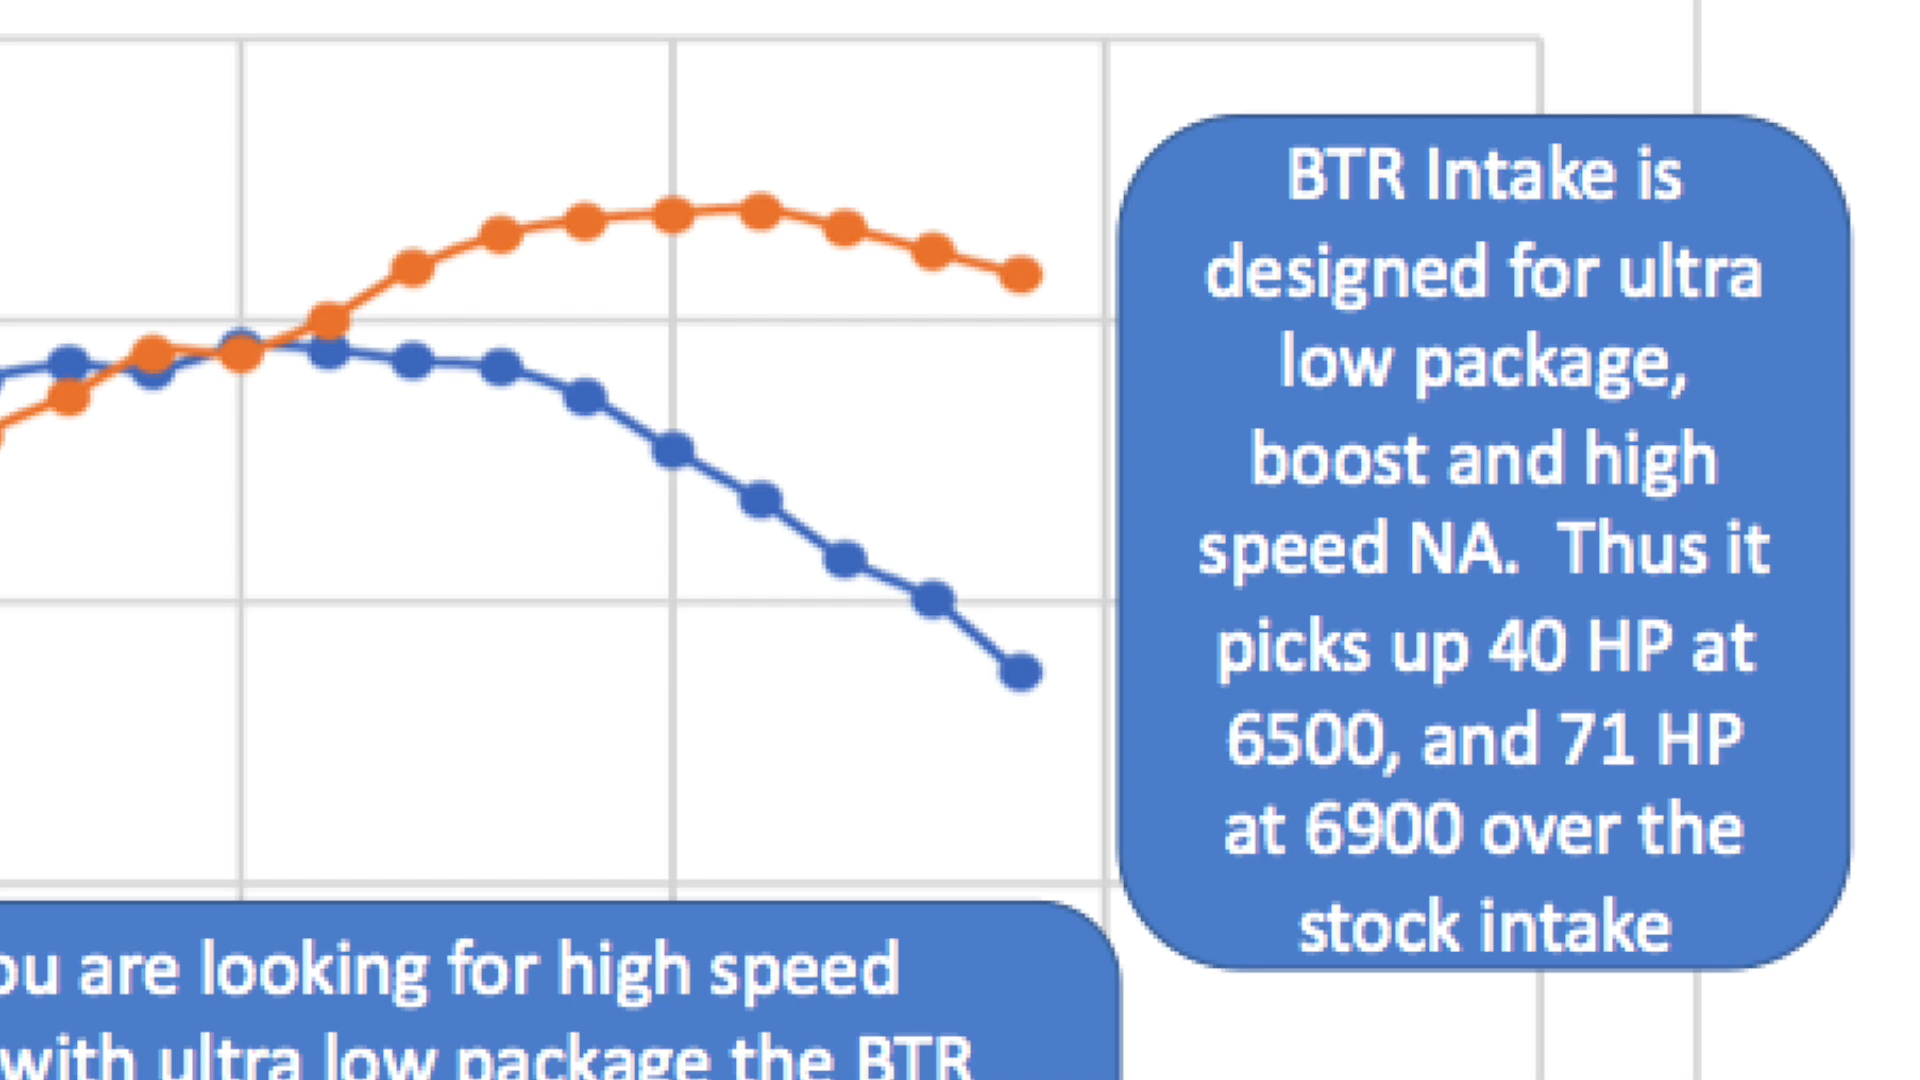 BTR Intake is
designed for ultra
low package,
boost and high
speed NA.  Thus it
picks up 40 HP at
6500, and 71 HP
at 6900 over the
stock intake
are looking for high speed
with ultra low package the BTR